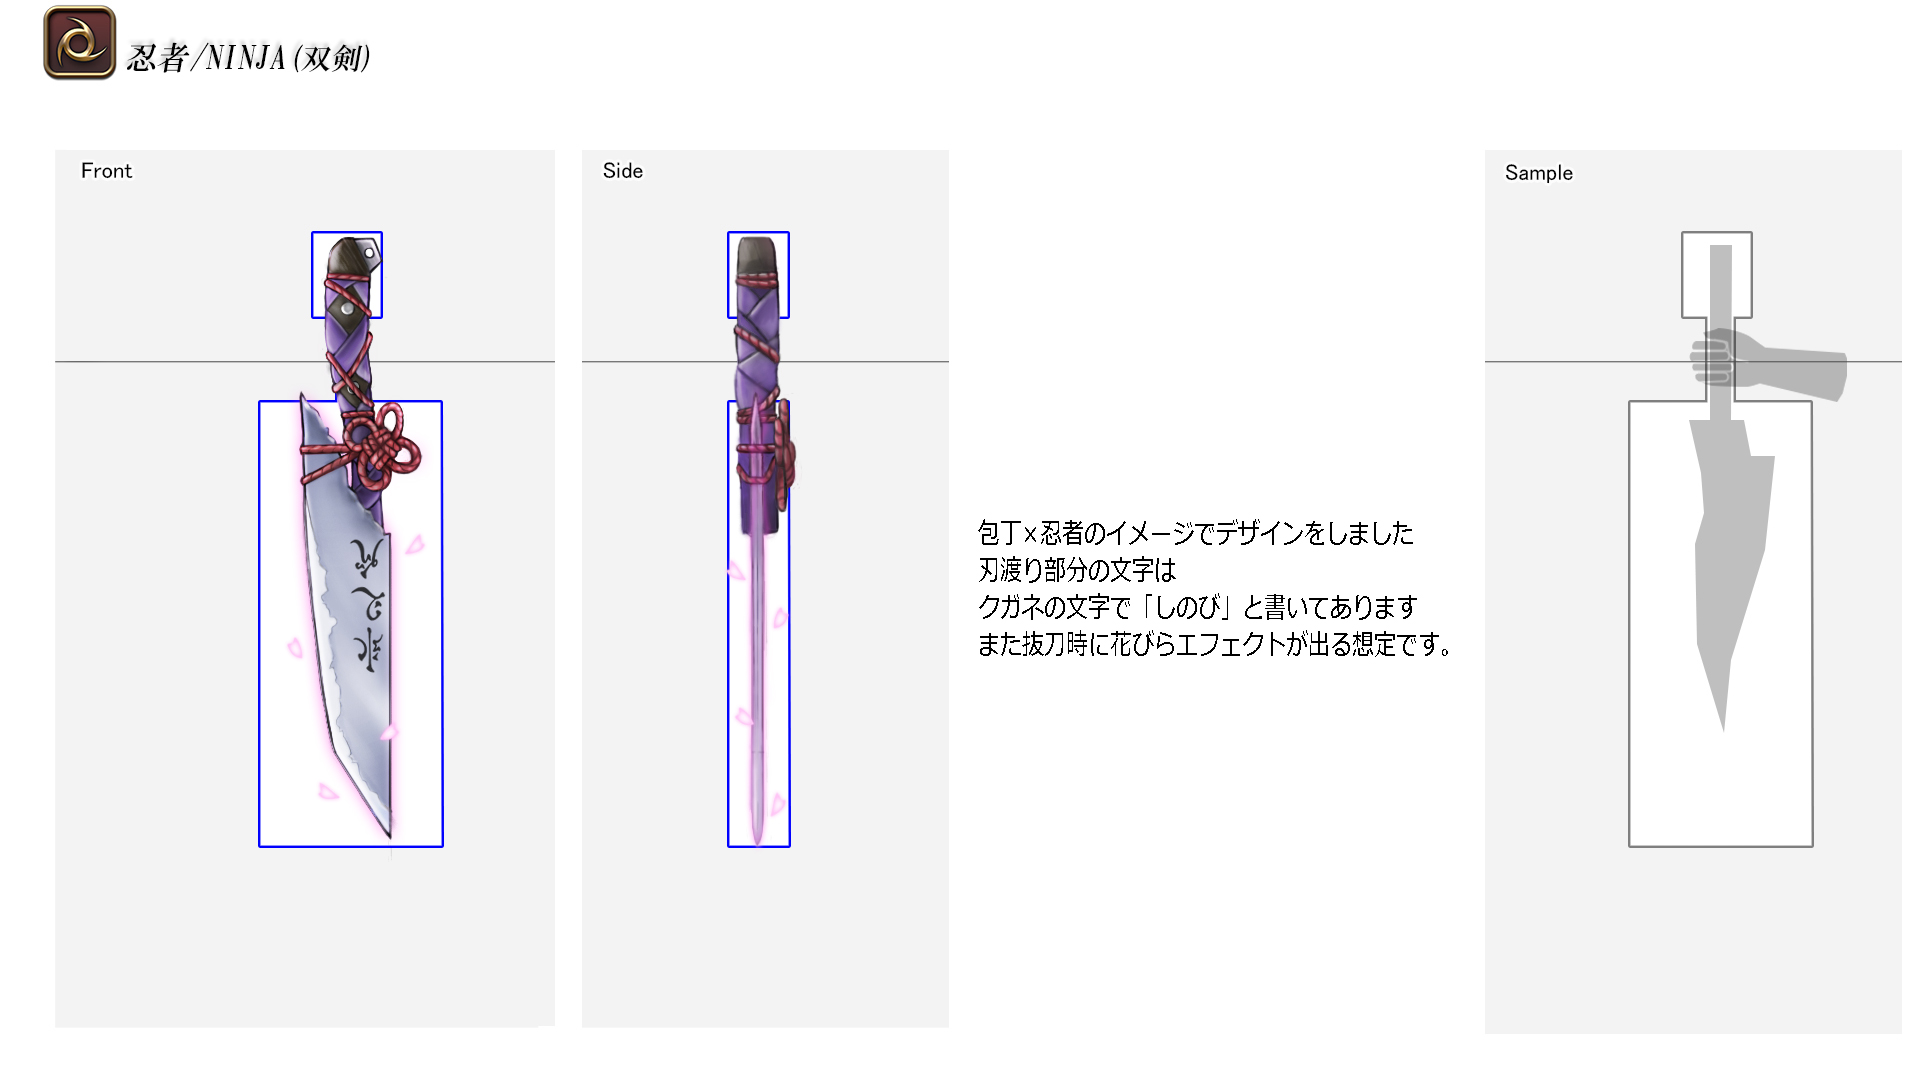 忍者/NINJA(双剣)
Front
Side
Sample
包丁×忍者のイメージでデザインをしました
刃渡り部分の文字は
クガネの文字で「しのび」と書いてあります
また抜刀時に花びらエフェクトが出る想定です。